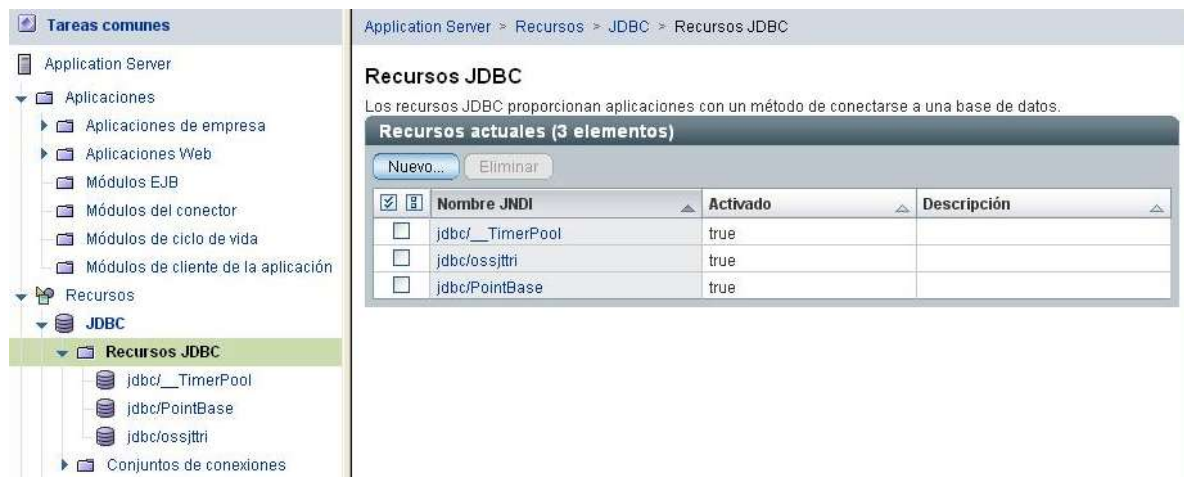 Tareas comunes
Application Server
Aplicaciones
Aplicaciones de empresa
Aplicaciones Web
Módulos EJB
Módulos del conector
Módulos de ciclo de vida
Módulos de cliente de la aplicación
Recursos
JDBC
Recursos JDBC
jdbc/__TimerPool
jdbc/PointBase
jdbc/ossjttri
Conjuntos de conexiones
Application Server > Recursos > JDBC > Recursos JDBC
Recursos JDBC
Los recursos JDBC proporcionan aplicaciones con un método de conectarse a una base de datos.
Recursos actuales (3 elementos)
Nuevo... Eliminar
Nombre JNDI Activado Descripción
jdbc/__TimerPool true
jdbc/ossjttri true
jdbc/PointBase true